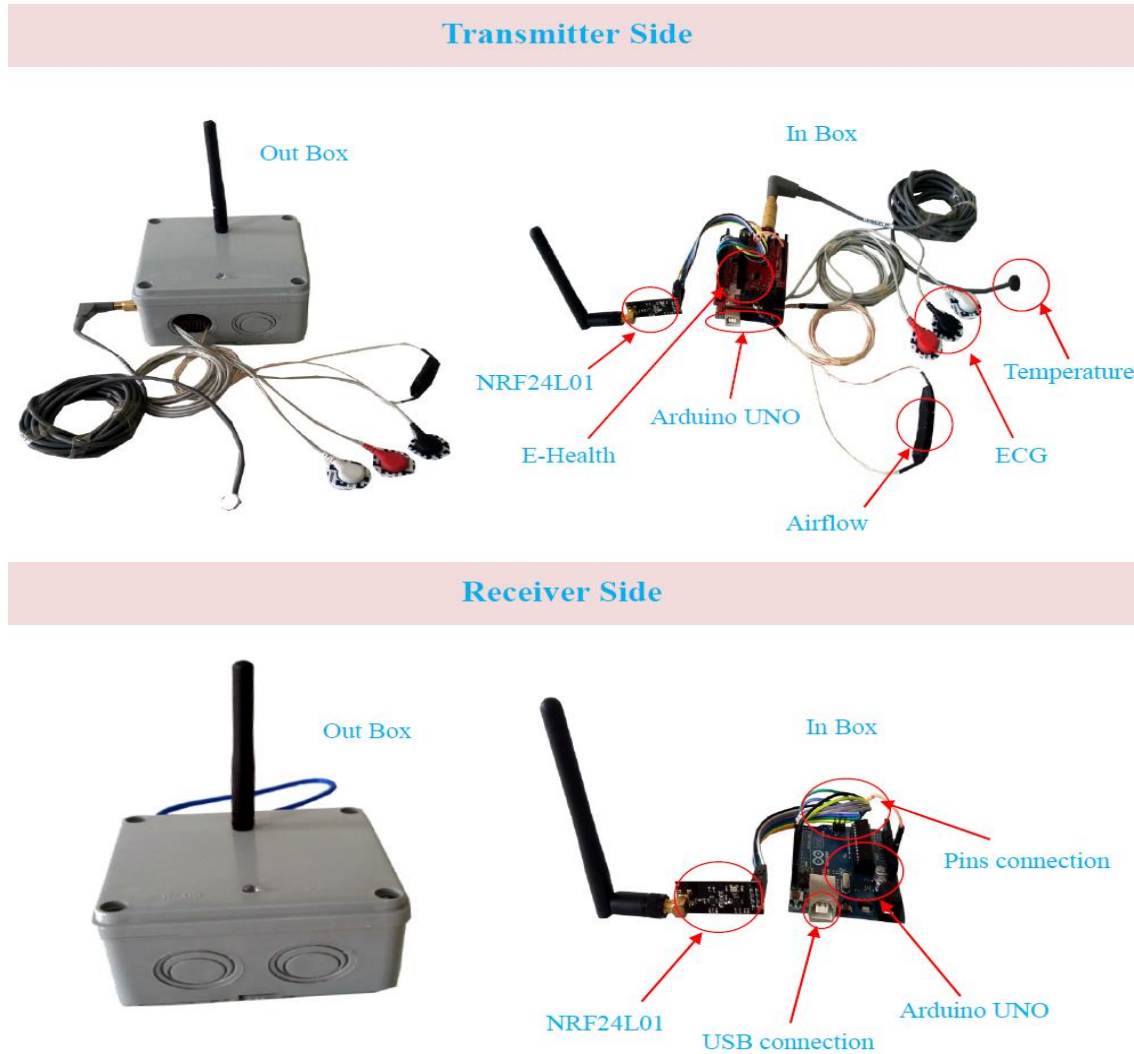 Transmitter Side
Out Box
In Box
NRF24L01
Arduino UNO
Temperature
E-Health
ECG
Airflow
Receiver Side
Out Box
In Box
Pins connection
NRF24L01
Arduino UNO
USB connection